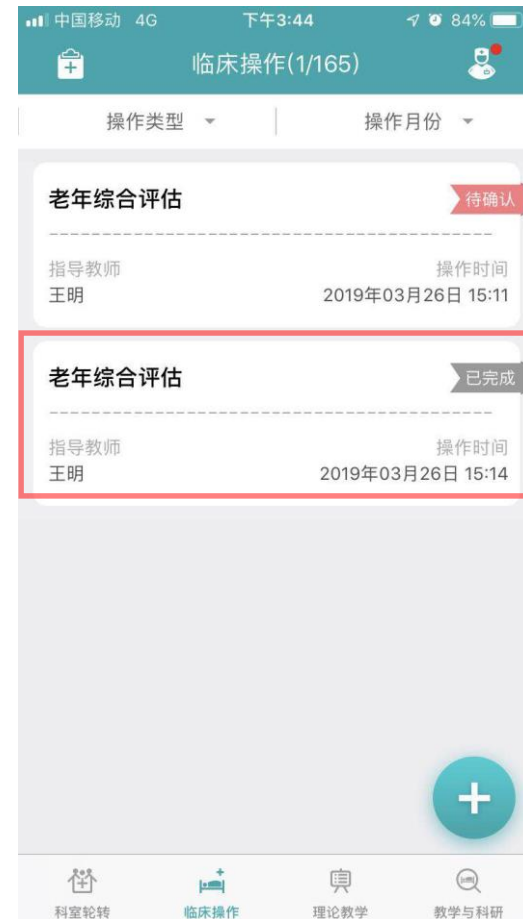 中国移动 4G 下午3:44 84%
临床操作(1/165)
操作类型 操作月份
老年综合评估 待确认
指导教师 操作时间
王明 2019年03月26日 15:11
老年综合评估 已完成
指导教师 操作时间
王明 2019年03月26日 15:14
科室轮转 临床操作 理论教学 教学与科研